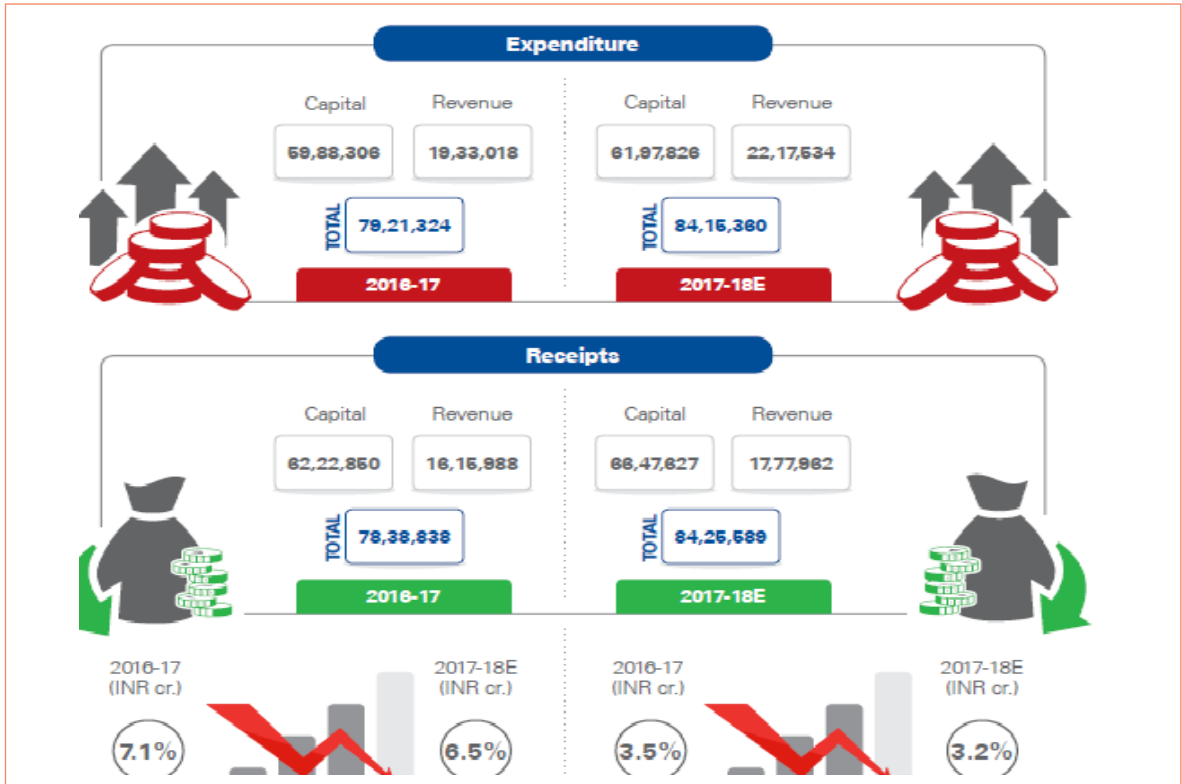 Expenditure
Capital Revenue Capital Revenue
59,88,306 19,33,018 61,97,826 22,17,534
TOTAL 79,21,324 TOTAL 84,15,360
2016-17 2017-18E
Receipts
Capital Revenue Capital Revenue
62,22,850 16,15,988 66,47,627 17,77,962
TOTAL 78,38,838 TOTAL 84,25,589
2016-17 2017-18E
2016-17 2017-18E 2016-17 2017-18E
(INR cr.) (INR cr.) (INR cr.) (INR cr.)
7.1% 6.5% 3.5% 3.2%